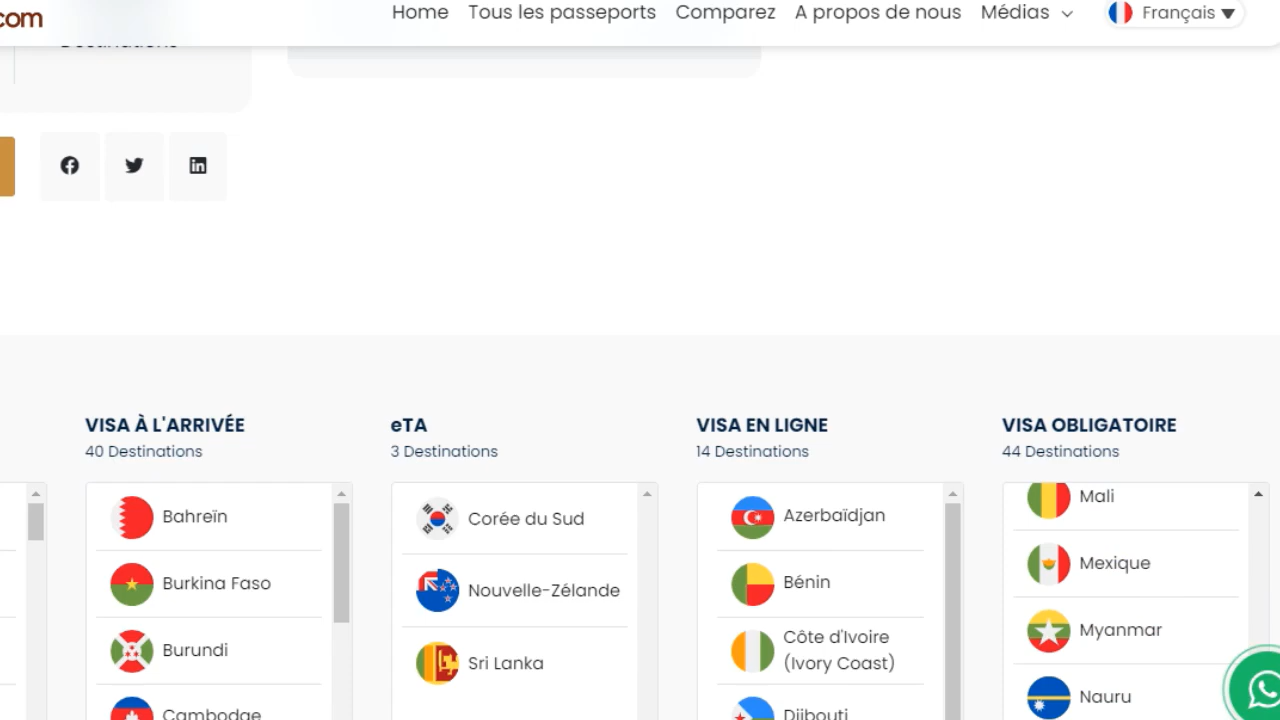 com
Home Tous les passeports Comparez A propos de nous Médias Français
VISA À L'ARRIVÉE
40 Destinations
Bahreïn
Burkina Faso
Burundi
Cambodge
eTA
3 Destinations
Corée du Sud
Nouvelle-Zélande
Sri Lanka
VISA EN LIGNE
14 Destinations
Azerbaïdjan
Bénin
Côte d'Ivoire
(Ivory Coast)
Djibouti
VISA OBLIGATOIRE
44 Destinations
Mali
Mexique
Myanmar
Nauru